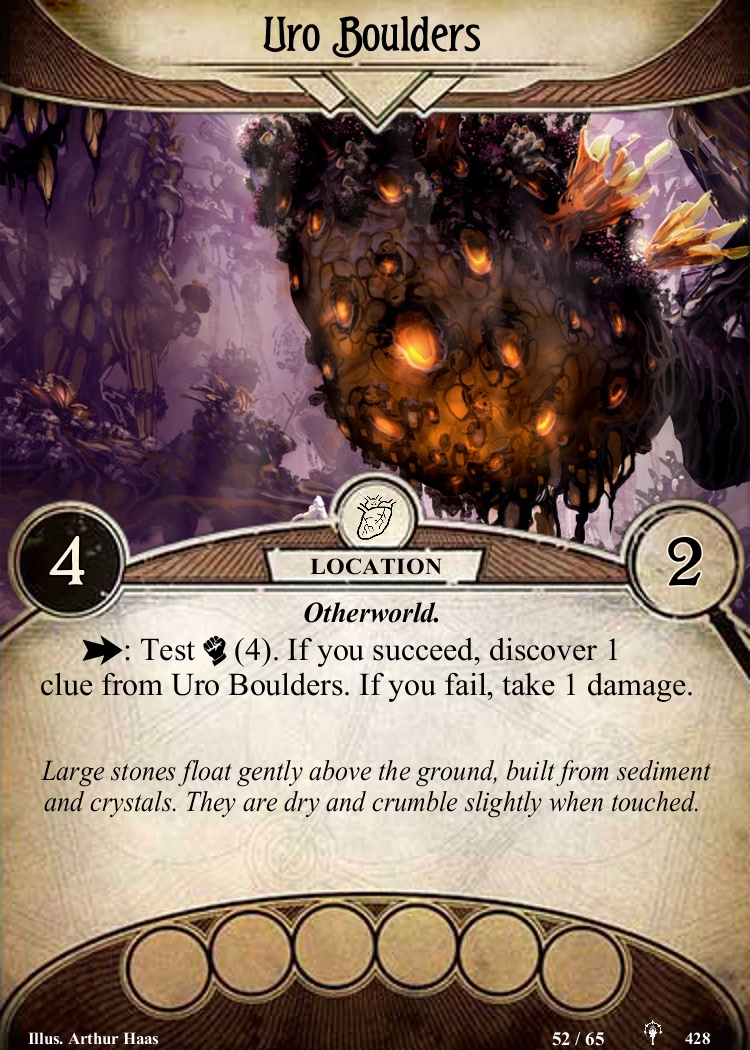 Uro Boulders
4
LOCATION
2
Otherworld.
: Test (4). If you succeed, discover 1
clue from Uro Boulders. If you fail, take 1 damage.
Large stones float gently above the ground, built from sediment
and crystals. They are dry and crumble slightly when touched.
Illus. Arthur Haas
52 / 65
428